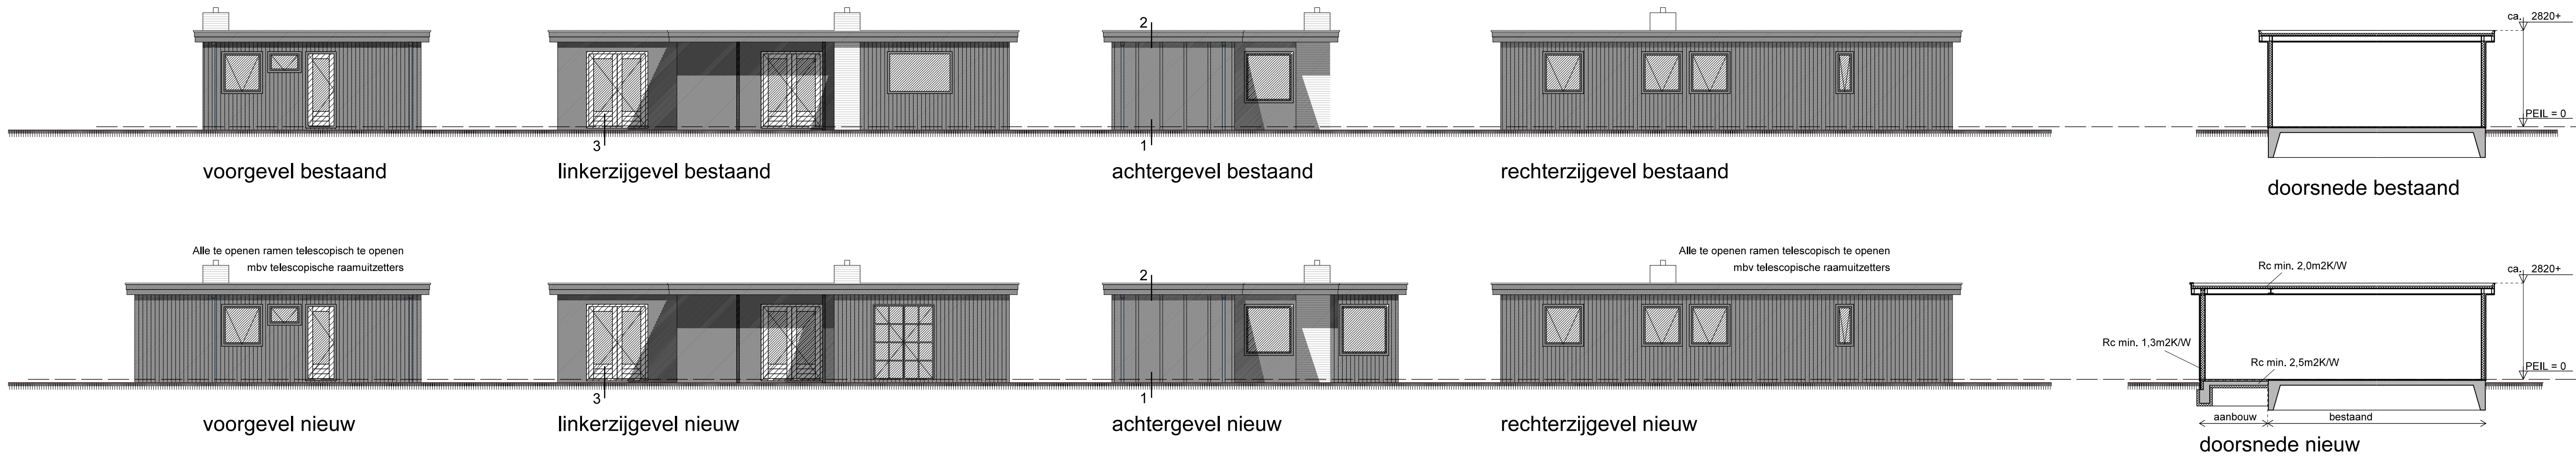 2
ca. 2820+
PEIL = 0
3
1
voorgevel bestaand
linkerzijgevel bestaand
achtergevel bestaand
rechterzijgevel bestaand
doorsnede bestaand
Alle te openen ramen telescopisch te openen
mbv telescopische raamuitzetters
Alle te openen ramen telescopisch te openen
mbv telescopische raamuitzetters
2
Rc min. 2,0m2K/W
ca. 2820+
Rc min. 1,3m2K/W
Rc min. 2,5m2K/W
PEIL = 0
3
1
aanbouw
bestaand
voorgevel nieuw
linkerzijgevel nieuw
achtergevel nieuw
rechterzijgevel nieuw
doorsnede nieuw